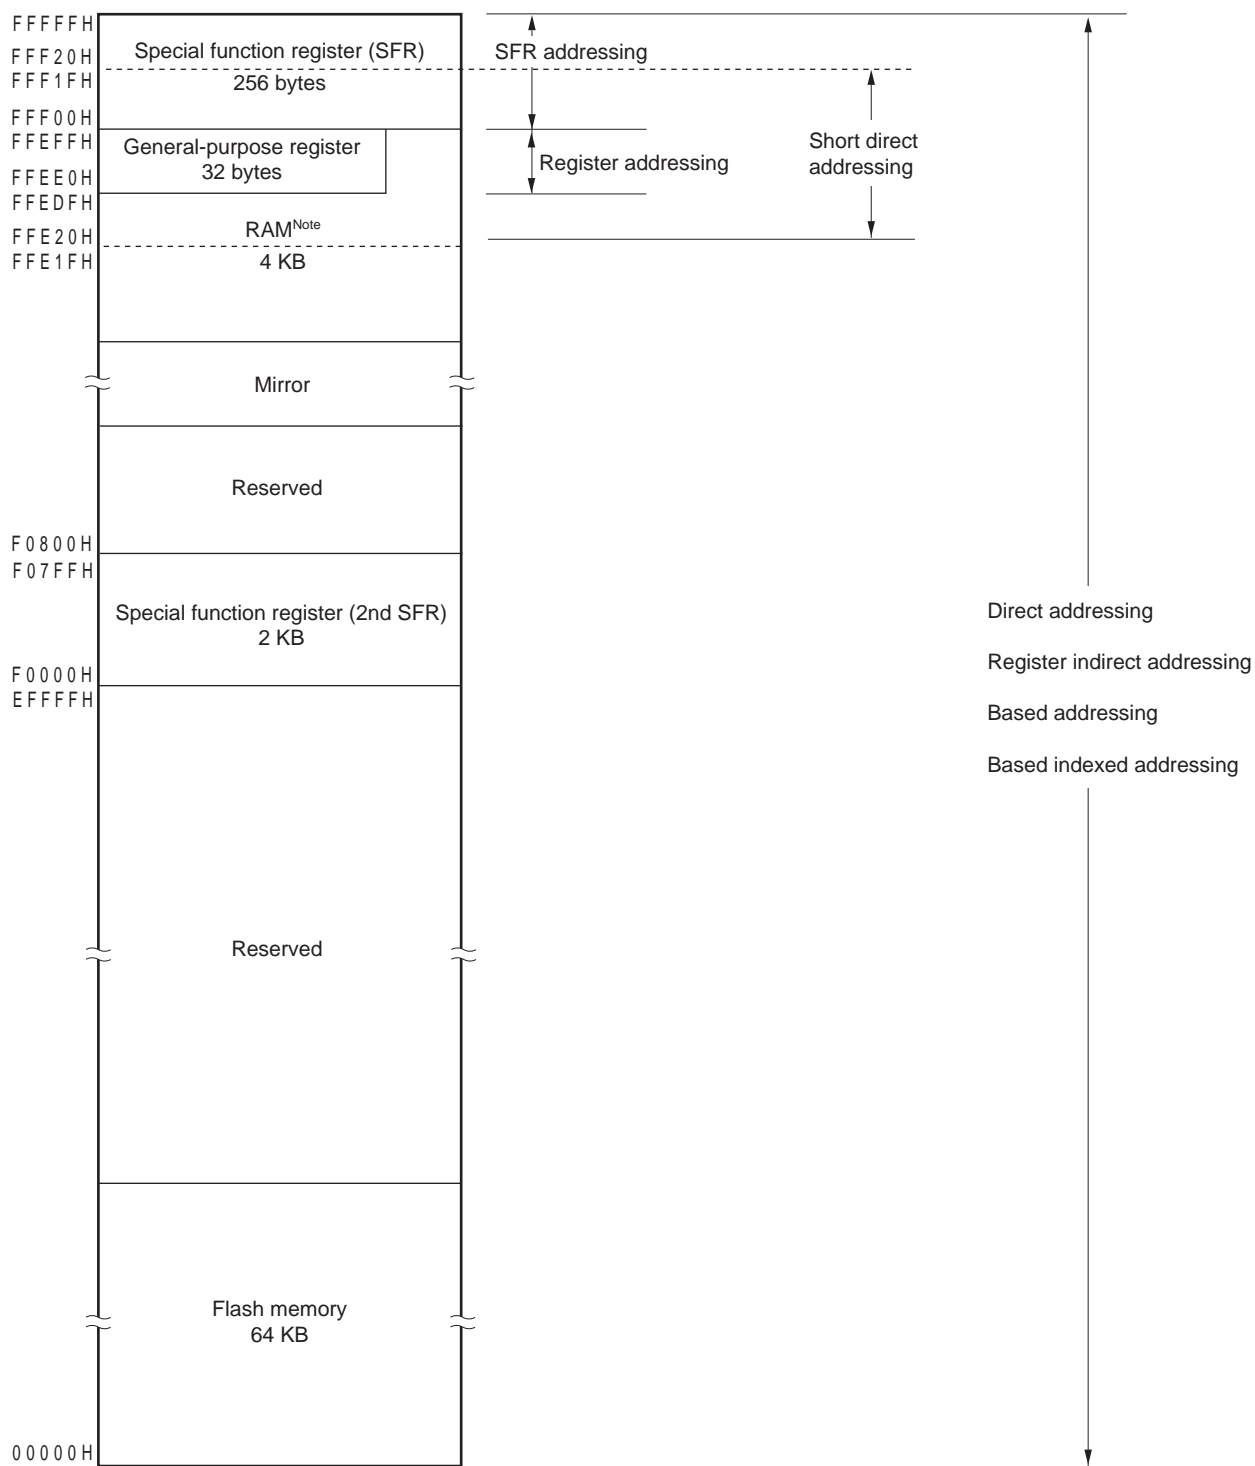 FFFFFH
FFF20H
FFF1FH
FFF00H
FFEFFH
FFEE0H
FFEDFH
FFE20H
FFE1FH
Special function register (SFR)
256 bytes
General-purpose register
32 bytes
RAMNote
4 KB
Mirror
Reserved
F0800H
F07FFH
Special function register (2nd SFR)
2 KB
F0000H
EFFFFH
Reserved
Flash memory
64 KB
00000H
SFR addressing
Register addressing
Short direct
addressing
Direct addressing
Register indirect addressing
Based addressing
Based indexed addressing